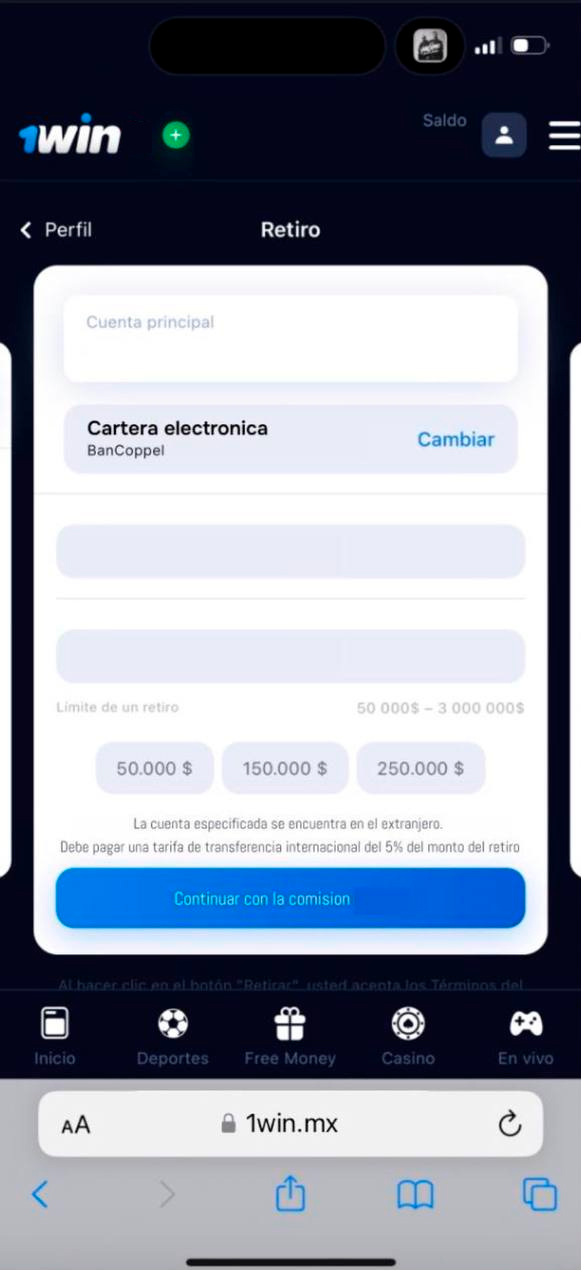 1win
Saldo
Perfil
Retiro
Cuenta principal
Cartera electronica
BanCoppel
Cambiar
Limite de un retiro
50 000$ – 3 000 000$
50.000 $
150.000 $
250.000 $
La cuenta especificada se encuentra en el extranjero.
Debe pagar una tarifa de transferencia internacional del 5% del monto del retiro
Continuar con la comision
Al hacer clic en el botón "Retirar", usted acepta los Términos del
Inicio
Deportes
Free Money
Casino
En vivo
AA
1win.mx